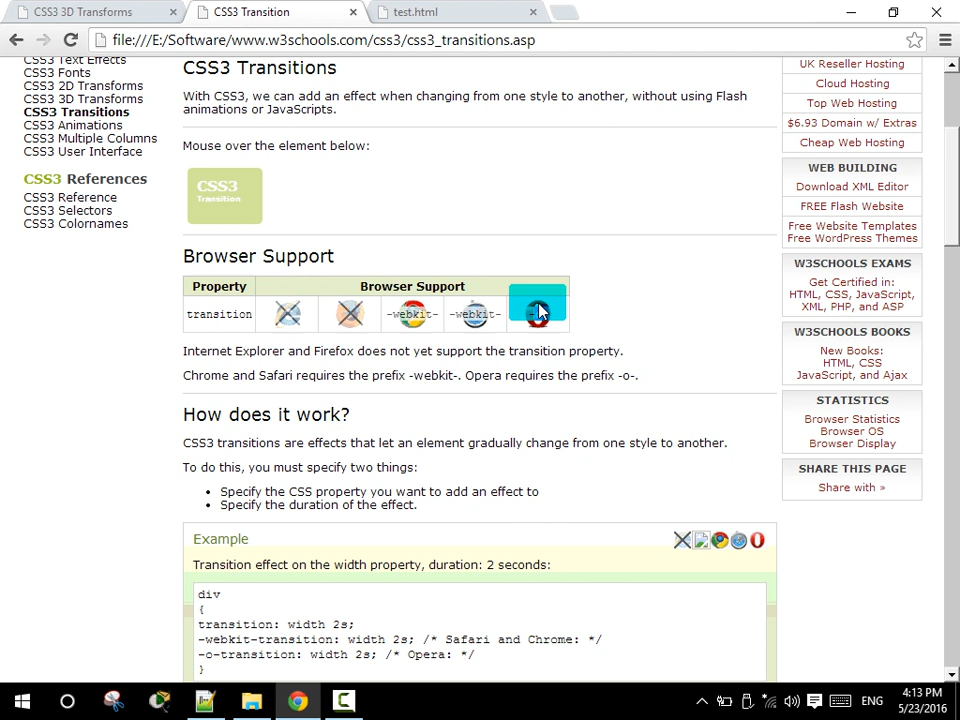 CSS3 3D Transforms
CSS3 Transition
test.html
file:///E:/Software/www.w3schools.com/css3/css3_transitions.asp
CSS3 Text Effects
CSS3 Fonts
CSS3 2D Transforms
CSS3 3D Transforms
CSS3 Transitions
CSS3 Animations
CSS3 Multiple Columns
CSS3 User Interface
CSS3 References
CSS3 Reference
CSS3 Selectors
CSS3 Colornames
CSS3 Transitions
With CSS3, we can add an effect when changing from one style to another, without using Flash
animations or JavaScripts.
Mouse over the element below:
CSS3
Transition
Browser Support
Property
Browser Support
transition
-webkit-
-webkit-
Internet Explorer and Firefox does not yet support the transition property.
Chrome and Safari requires the prefix -webkit-. Opera requires the prefix -o-.
How does it work?
CSS3 transitions are effects that let an element gradually change from one style to another.
To do this, you must specify two things:
• Specify the CSS property you want to add an effect to
• Specify the duration of the effect.
Example
Transition effect on the width property, duration: 2 seconds:
div
{
transition: width 2s;
-webkit-transition: width 2s; /* Safari and Chrome: */
-o-transition: width 2s; /* Opera: */
}
UK Reseller Hosting
Cloud Hosting
Top Web Hosting
$6.93 Domain w/ Extras
Cheap Web Hosting
WEB BUILDING
Download XML Editor
FREE Flash Website
Free Website Templates
Free WordPress Themes
W3SCHOOLS EXAMS
Get Certified in:
HTML, CSS, JavaScript,
XML, PHP, and ASP
W3SCHOOLS BOOKS
New Books:
HTML, CSS
JavaScript, and Ajax
STATISTICS
Browser Statistics
Browser OS
Browser Display
SHARE THIS PAGE
Share with »
ENG
4:13 PM
5/23/2016